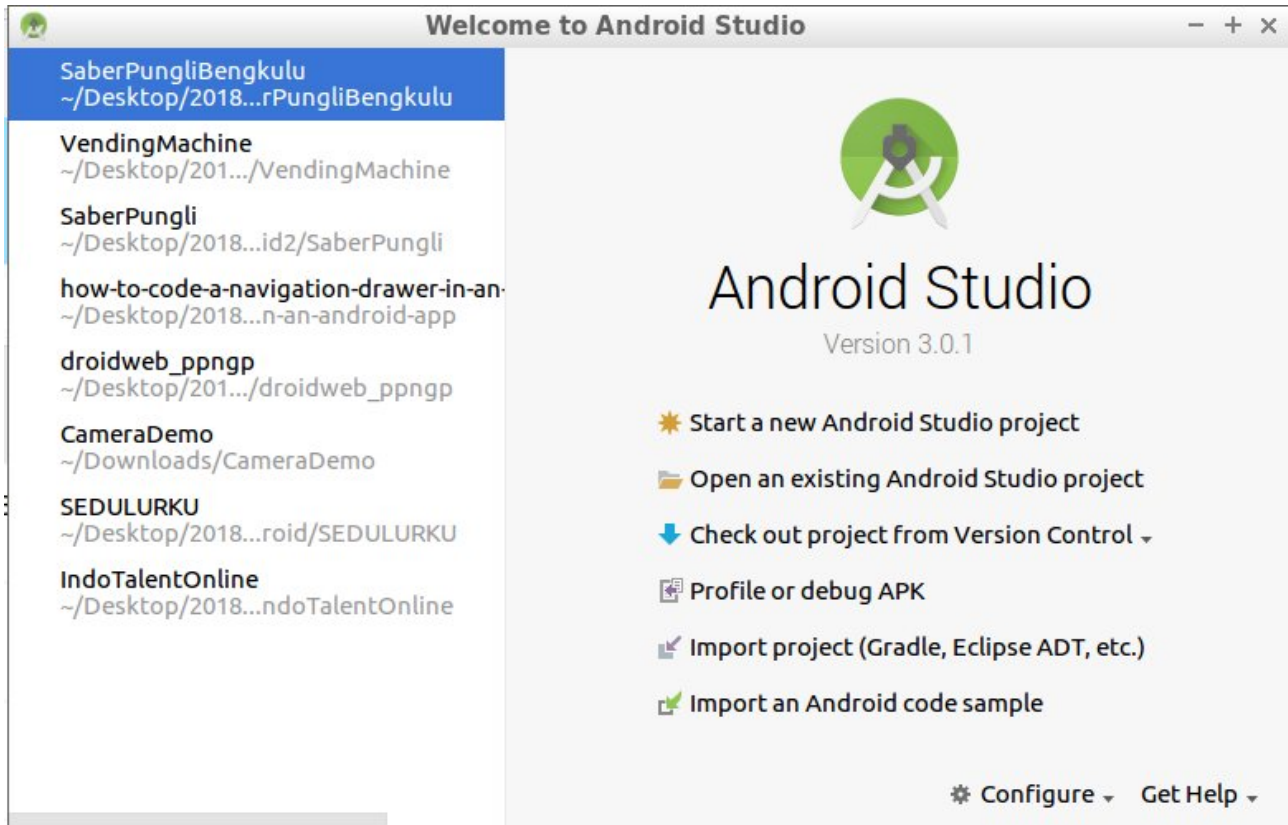 Welcome to Android Studio
SaberPungliBengkulu
~/Desktop/2018...rPungliBengkulu
VendingMachine
~/Desktop/201.../VendingMachine
SaberPungli
~/Desktop/2018...id2/SaberPungli
how-to-code-a-navigation-drawer-in-an-
~/Desktop/2018...n-an-android-app
droidweb_ppngp
~/Desktop/201.../droidweb_ppngp
CameraDemo
~/Downloads/CameraDemo
SEDULURKU
~/Desktop/2018...roid/SEDULURKU
IndoTalentOnline
~/Desktop/2018...ndoTalentOnline
Android Studio
Version 3.0.1
Start a new Android Studio project
Open an existing Android Studio project
Check out project from Version Control
Profile or debug APK
Import project (Gradle, Eclipse ADT, etc.)
Import an Android code sample
Configure Get Help